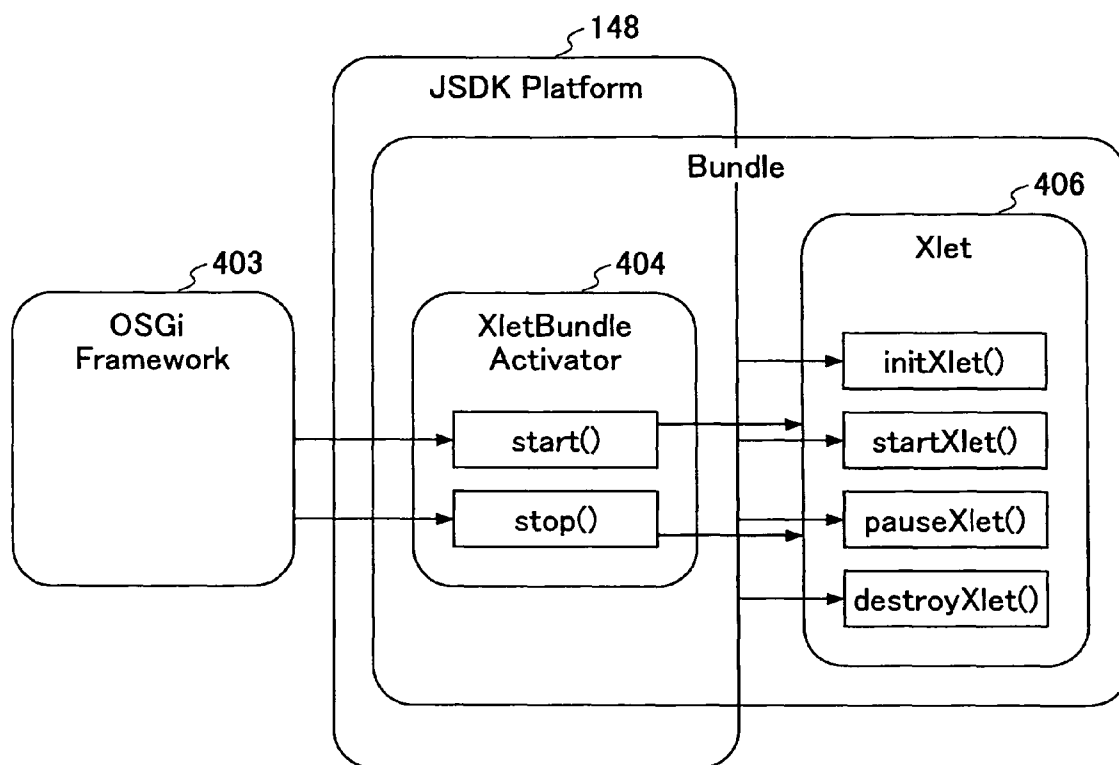 148
JSDK Platform
Bundle
406
Xlet
403
404
OSGi
Framework
XletBundle
Activator
initXlet()
start()
startXlet()
stop()
pauseXlet()
destroyXlet()